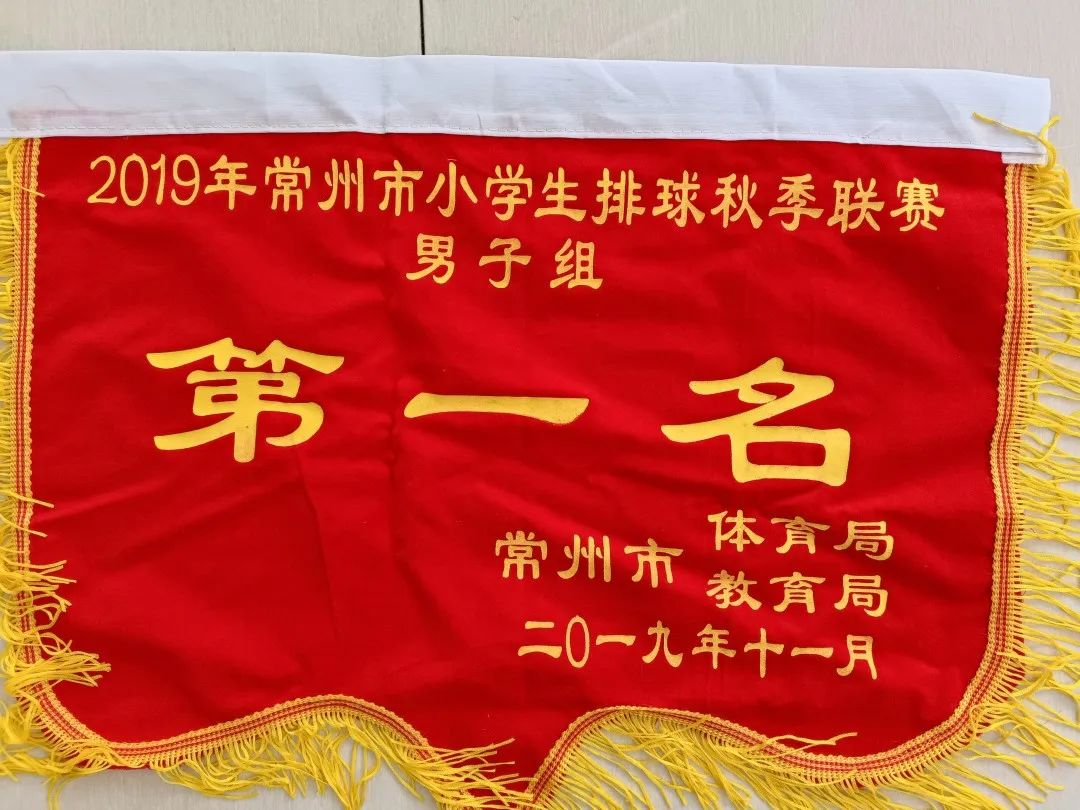 2019年常州市小学生排球秋季联赛
男子组
第一名
常州市 体育局
教育局
二〇一九年十一月